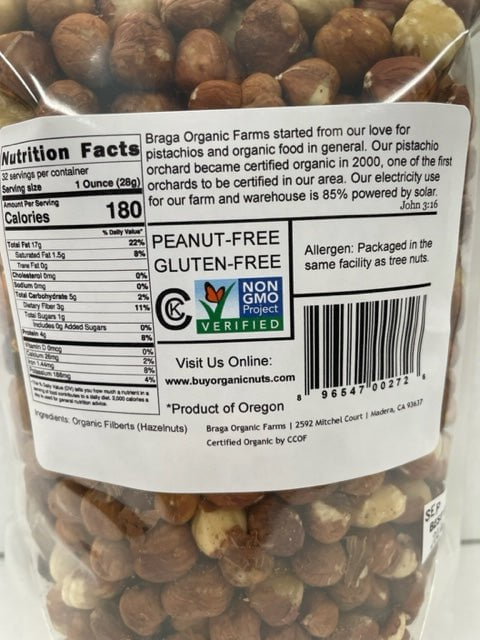 Nutrition Facts
32 servings per container
Serving size 1 Ounce (28g)
Amount Per Serving
Calories 180
% Daily Value*
Total Fat 17g 22%
Saturated Fat 1.5g 8%
Trans Fat 0g
Cholesterol 0mg 0%
Sodium 0mg 0%
Total Carbohydrate 5g 2%
Dietary Fiber 3g 11%
Total Sugars 1g
Includes 0g Added Sugars 0%
Protein 4g 8%
Vitamin D 0mcg 0%
Calcium 28mg 2%
Iron 1.44mg 8%
Potassium 188mg 4%
Ingredients: Organic Filberts (Hazelnuts)
Braga Organic Farms started from our love for
pistachios and organic food in general. Our pistachio
orchard became certified organic in 2000, one of the first
orchards to be certified in our area. Our electricity use
for our farm and warehouse is 85% powered by solar.
John 3:16
PEANUT-FREE
GLUTEN-FREE
CK
NON
GMO
Project
VERIFIED
Allergen: Packaged in the
same facility as tree nuts.
Visit Us Online:
www.buyorganicnuts.com
*Product of Oregon
8 96547 00272 6
Braga Organic Farms | 2592 Mitchel Court | Madera, CA 93637
Certified Organic by CCOF